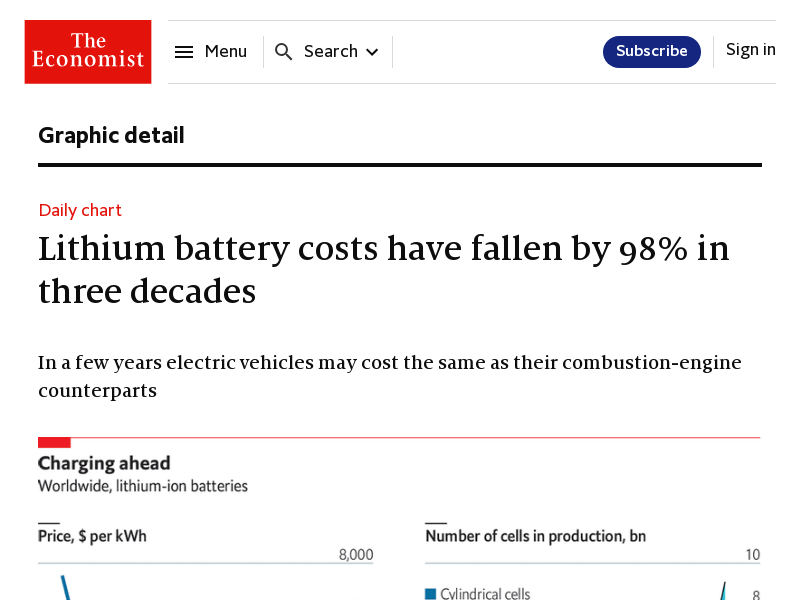 The
Economist
Menu
Search
Subscribe
Sign in
Graphic detail
Daily chart
Lithium battery costs have fallen by 98% in
three decades
In a few years electric vehicles may cost the same as their combustion-engine
counterparts
Charging ahead
Worldwide, lithium-ion batteries
Price, $ per kWh
8,000
Number of cells in production, bn
10
Cylindrical cells
8